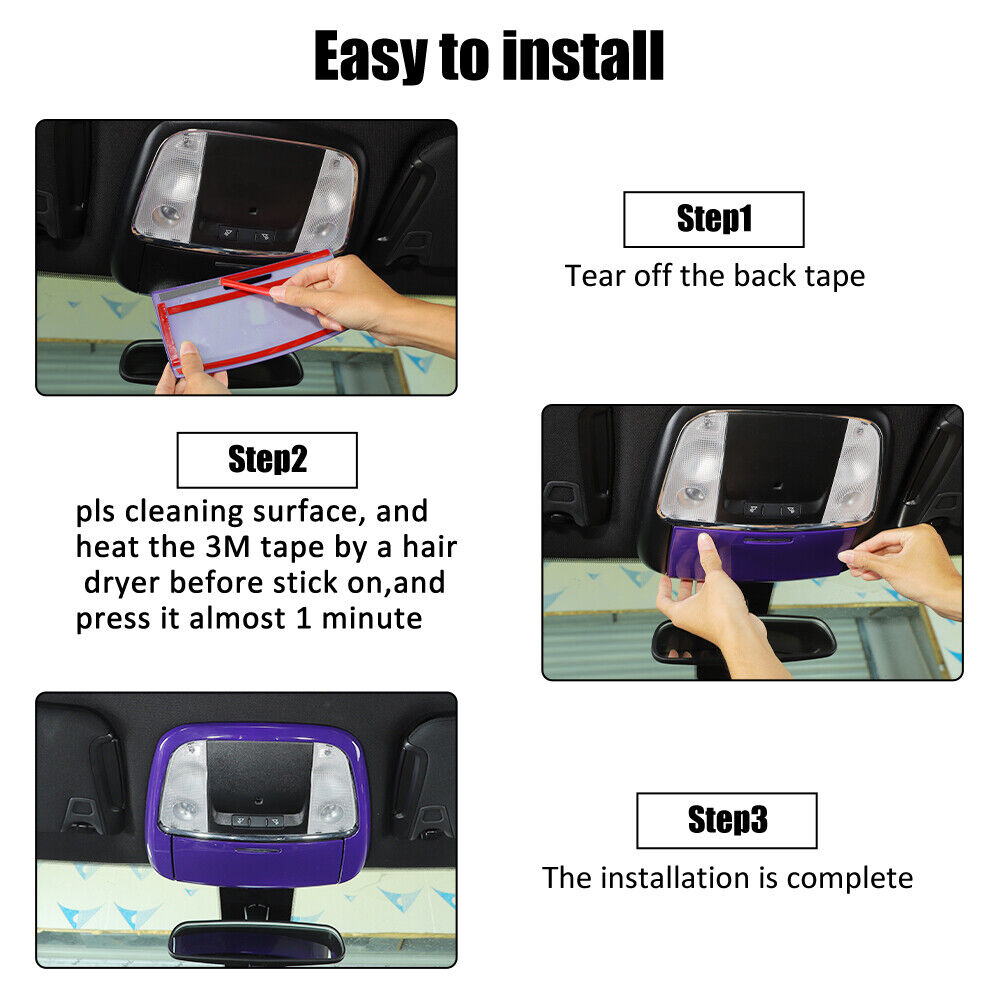 Easy to install
Step1
Tear off the back tape
Step2
pls cleaning surface, and
heat the 3M tape by a hair
dryer before stick on,and
press it almost 1 minute
Step3
The installation is complete